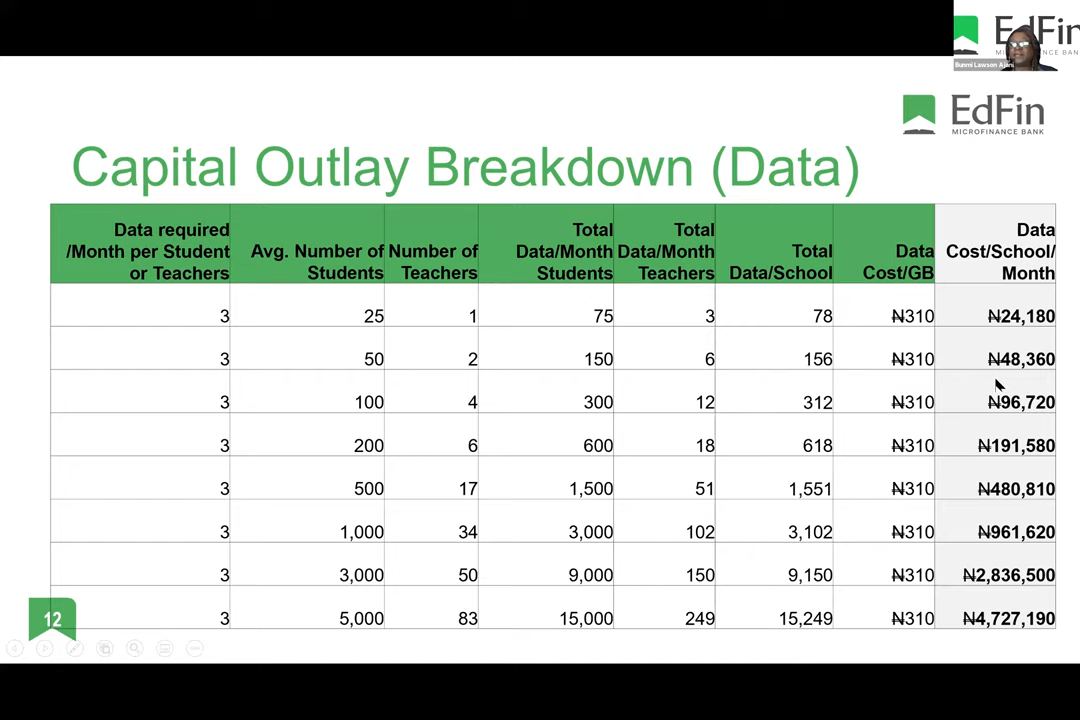 EdFin
MICROFINANCE BANK
Bunmi Lawson Ajani
EdFin
MICROFINANCE BANK
Capital Outlay Breakdown (Data)
Data required /Month per Student or Teachers Avg. Number of Students Number of Teachers Total Data/Month Students Total Data/Month Teachers Total Data/School Data Cost/GB Data Cost/School/ Month
3 25 1 75 3 78 ₦310 ₦24,180
3 50 2 150 6 156 ₦310 ₦48,360
3 100 4 300 12 312 ₦310 ₦96,720
3 200 6 600 18 618 ₦310 ₦191,580
3 500 17 1,500 51 1,551 ₦310 ₦480,810
3 1,000 34 3,000 102 3,102 ₦310 ₦961,620
3 3,000 50 9,000 150 9,150 ₦310 ₦2,836,500
3 5,000 83 15,000 249 15,249 ₦310 ₦4,727,190
12